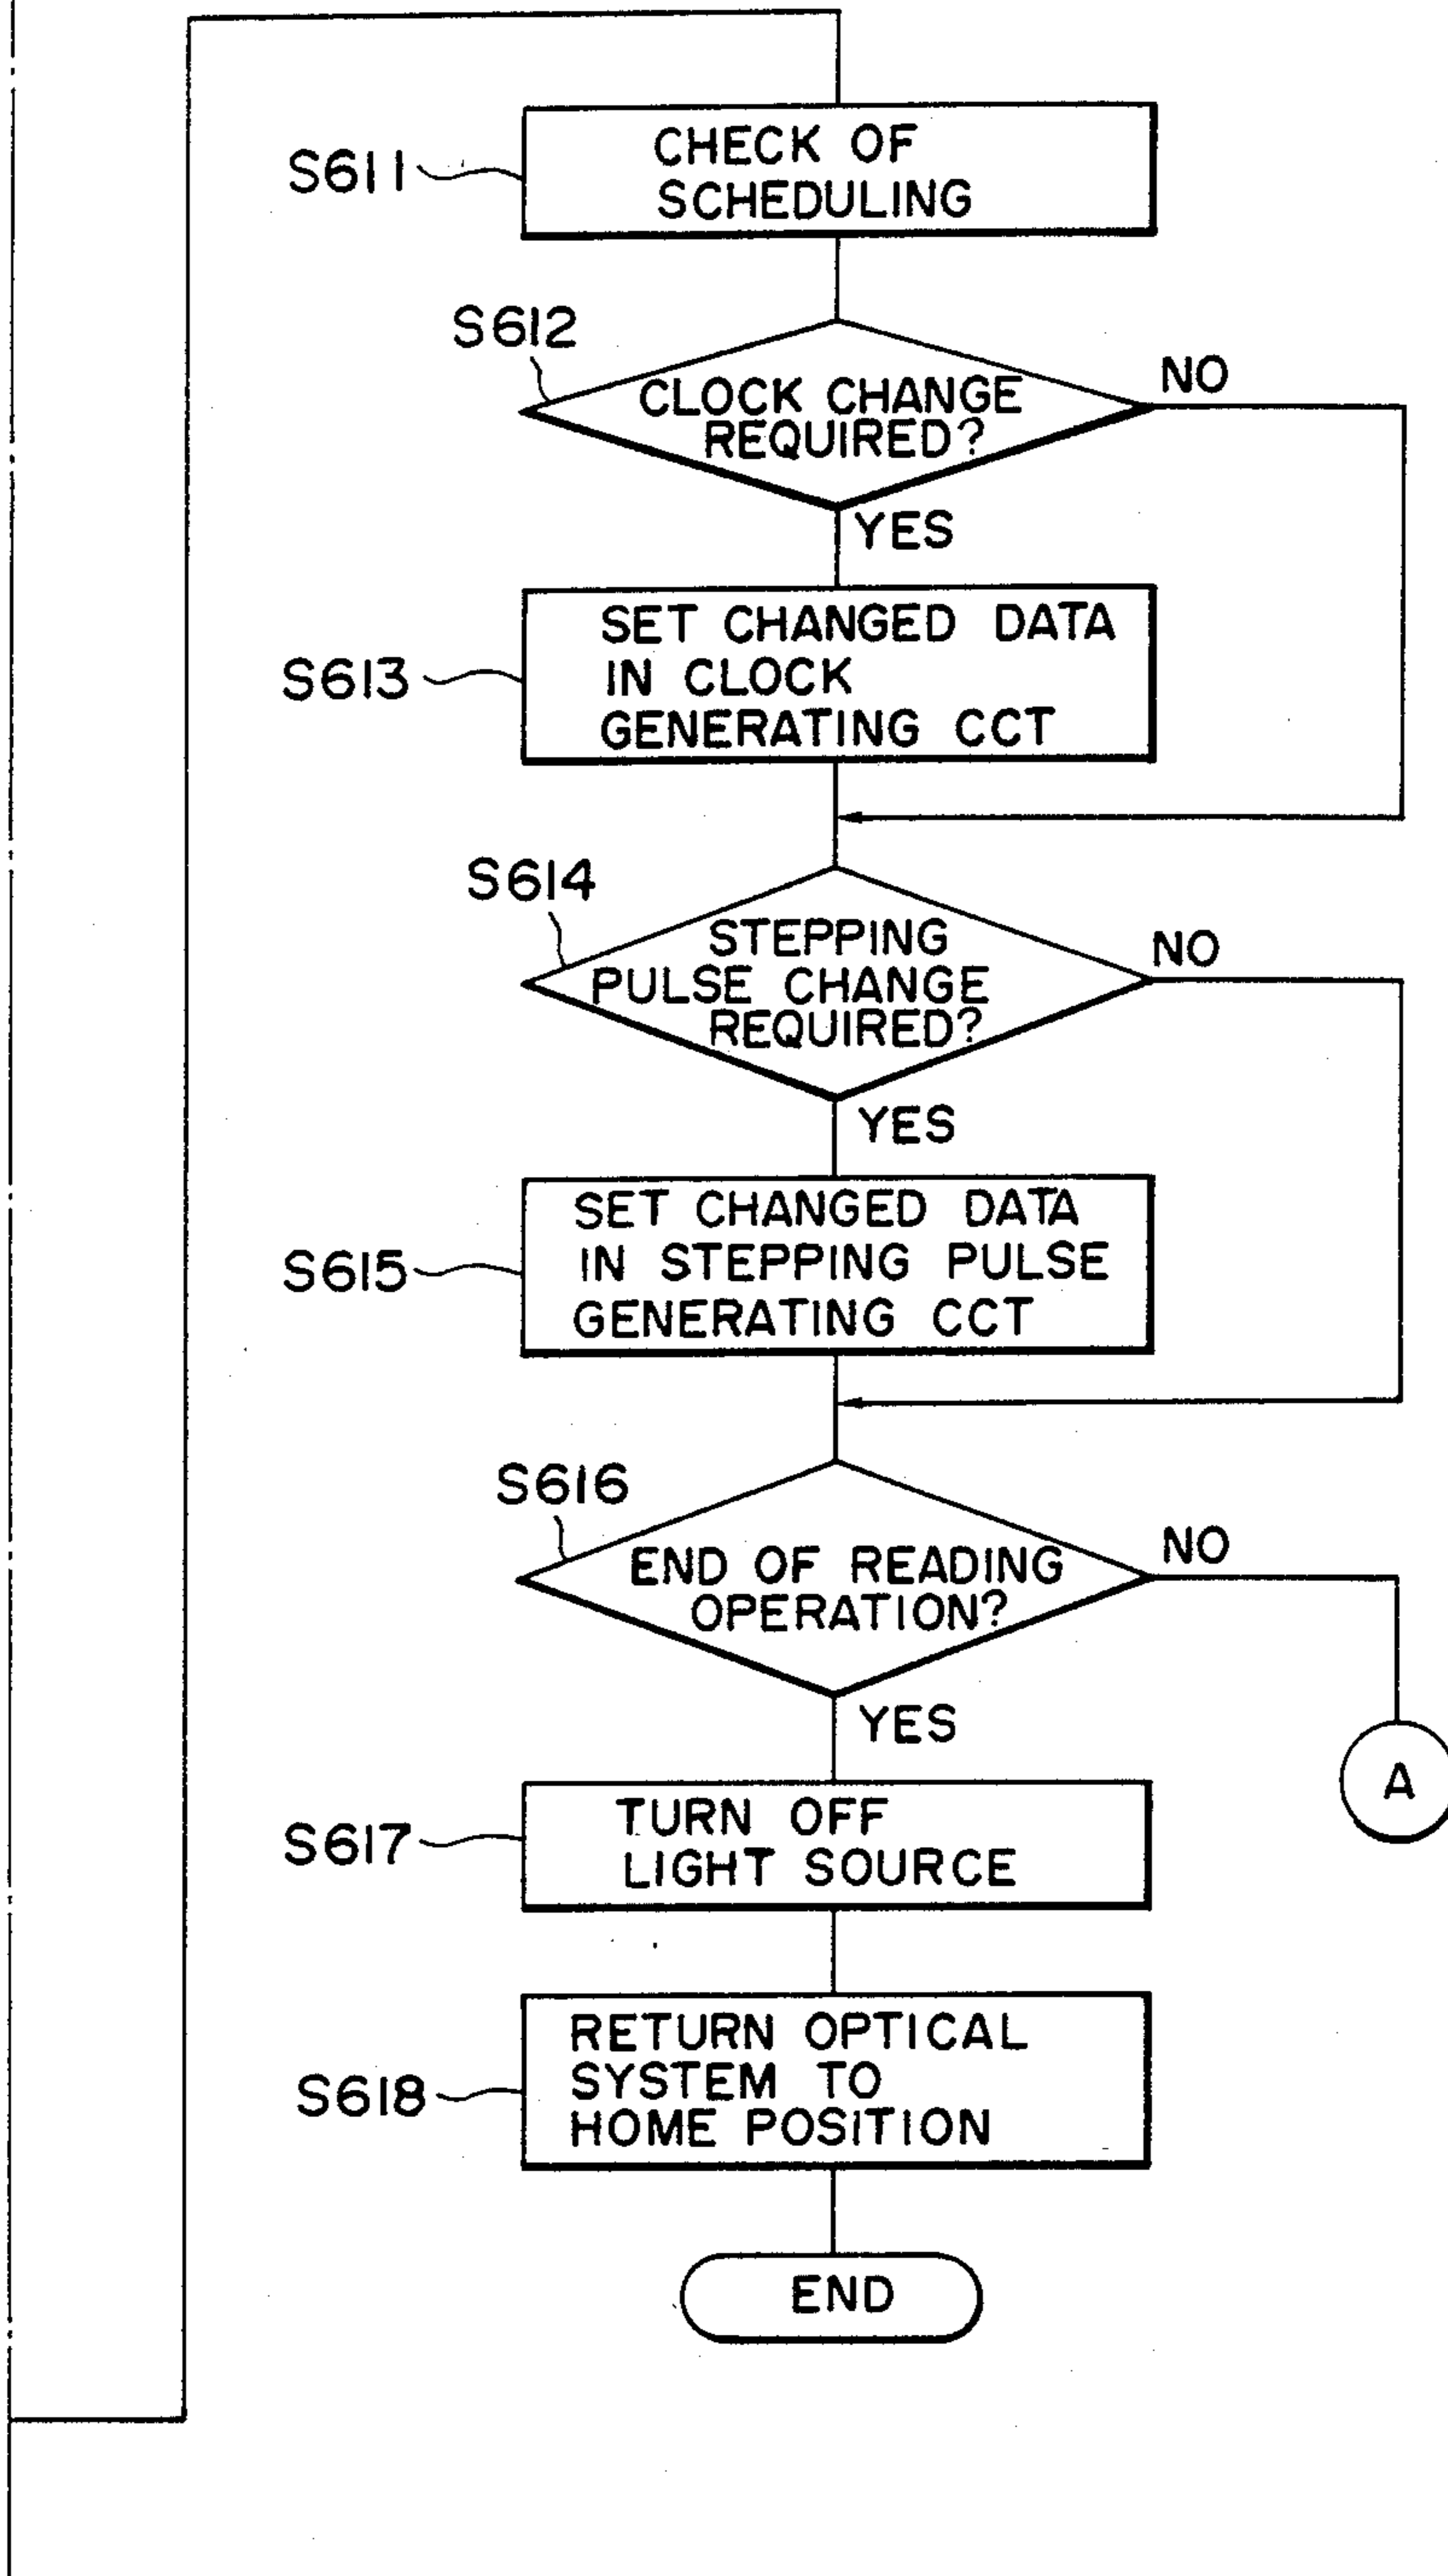 CHECK OF
SCHEDULING
S611
S612
CLOCK CHANGE
REQUIRED?
NO
YES
SET CHANGED DATA
IN CLOCK
GENERATING CCT
S613
S614
STEPPING
PULSE CHANGE
REQUIRED?
NO
YES
SET CHANGED DATA
IN STEPPING PULSE
GENERATING CCT
S615
S616
END OF READING
OPERATION?
NO
YES
A
TURN OFF
LIGHT SOURCE
S617
RETURN OPTICAL
SYSTEM TO
HOME POSITION
S618
END